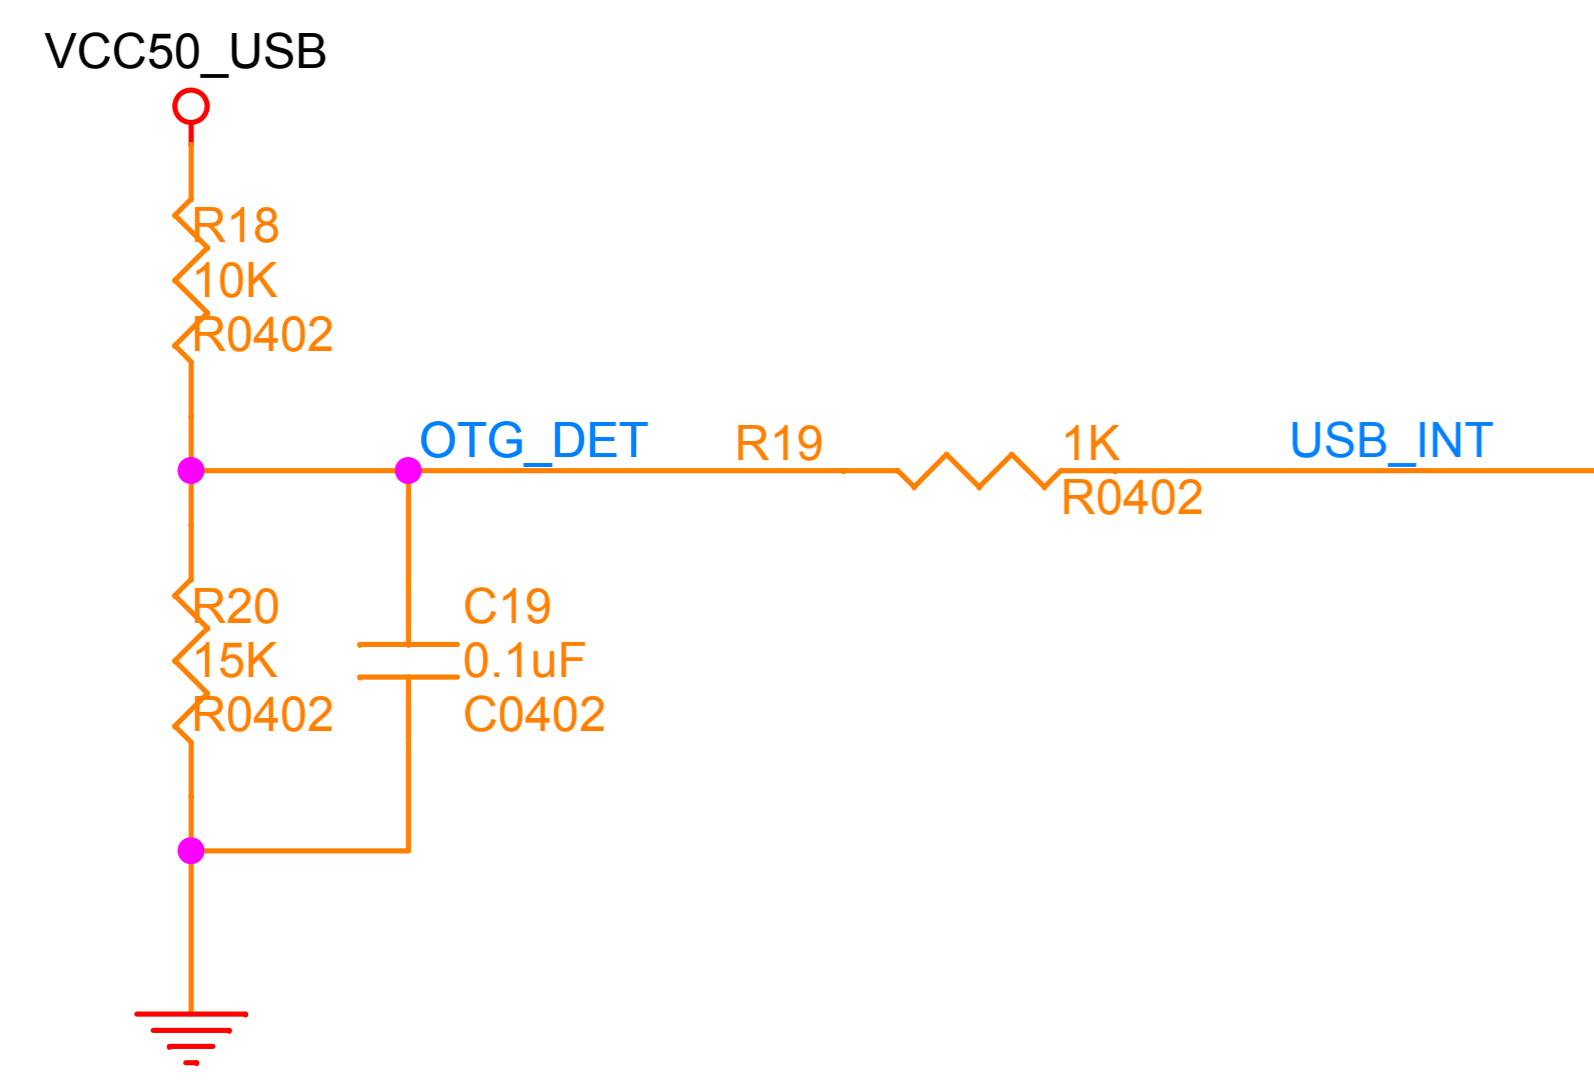 VCC50_USB
R18
10K
R0402
OTG_DET
R19
1K
R0402
USB_INT
R20
15K
R0402
C19
0.1uF
C0402